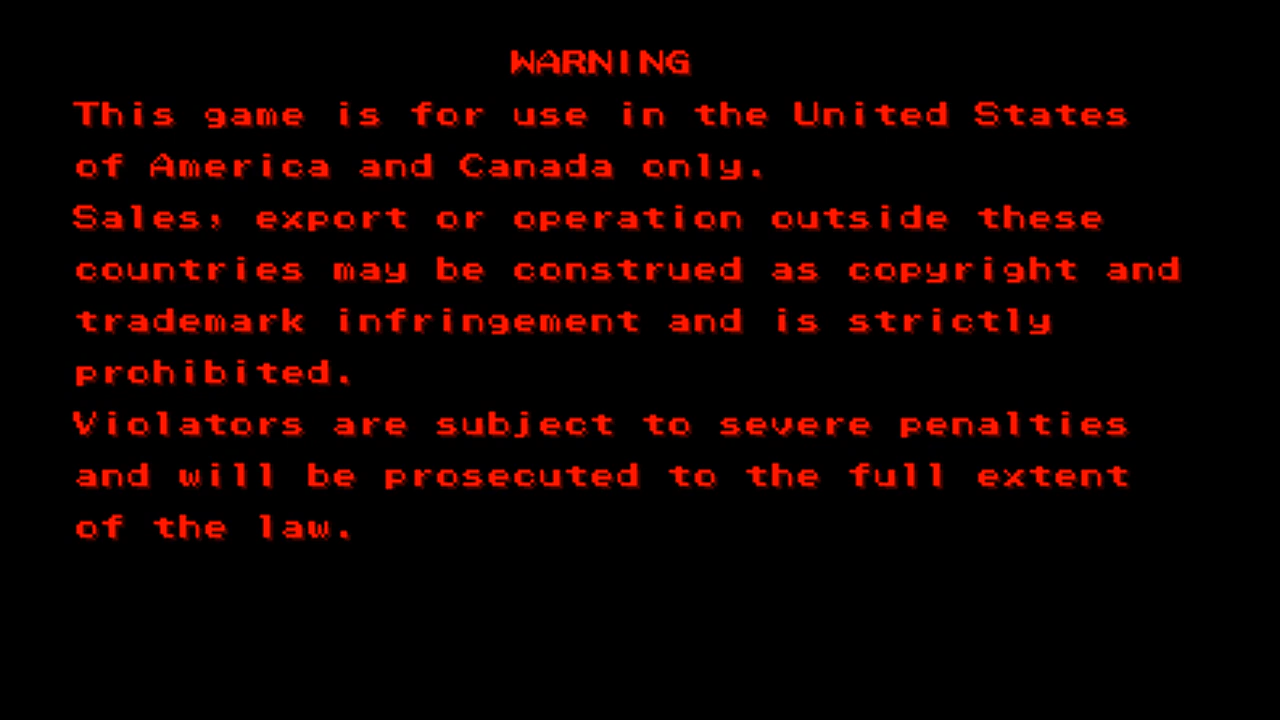 WARNING
This game is for use in the United States
of America and Canada only.
Sales, export or operation outside these
countries may be construed as copyright and
trademark infringement and is strictly
prohibited.
Violators are subject to severe penalties
and will be prosecuted to the full extent
of the law.